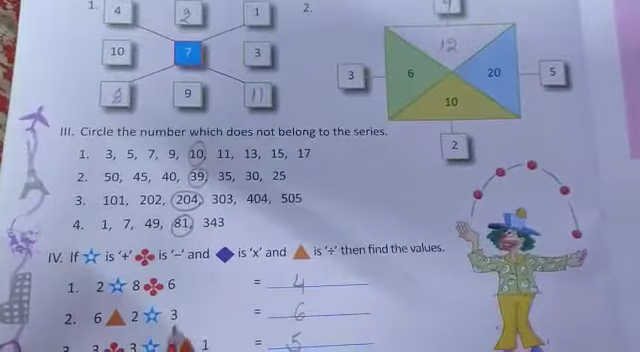 1. 4 2 1 2. 9
12
10 7 3 3 6 20 5
8 9 11 10
2
III. Circle the number which does not belong to the series.
1. 3, 5, 7, 9, 10, 11, 13, 15, 17
2. 50, 45, 40, 39, 35, 30, 25
3. 101, 202, 204, 303, 404, 505
4. 1, 7, 49, 81, 343
IV. If is '+' is '–' and is 'x' and is '÷' then find the values.
1. 2 8 6 = 4
2. 6 2 3 = 6
3 3 1 = 5